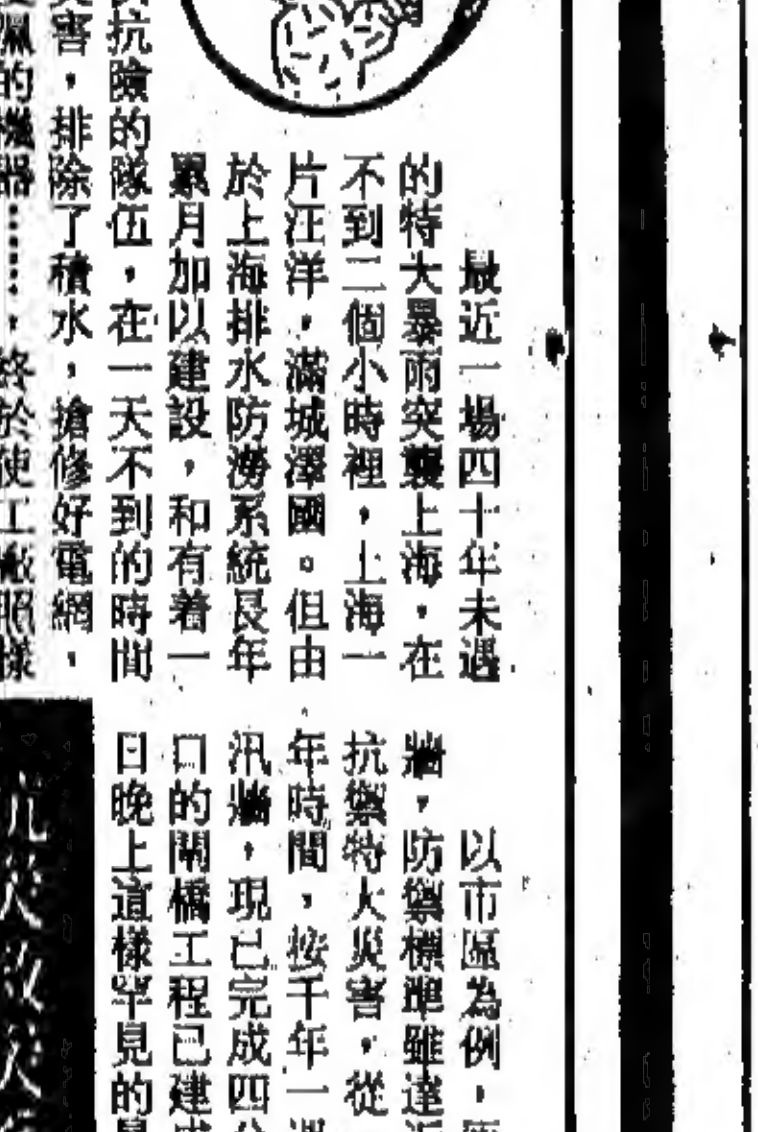 最近一場四十年未遇
的特大暴雨突襲上海，在
不到二個小時裡，上海一
片汪洋，滿城澤國。但由
於上海排水防澇系統長年
累月加以建設，和有着一
抗險的隊伍，在一天不到的時間
害，排除了積水，搶修好電網，
的機器……，終於使工廠照樣
以市區為例，
牆，防禦標準雖達
抗禦特大災害，從
年時間，按千年一遇
汛牆，現已完成四分
口的閘橋工程已建成
日晚上這樣罕見的暴
抗災救災